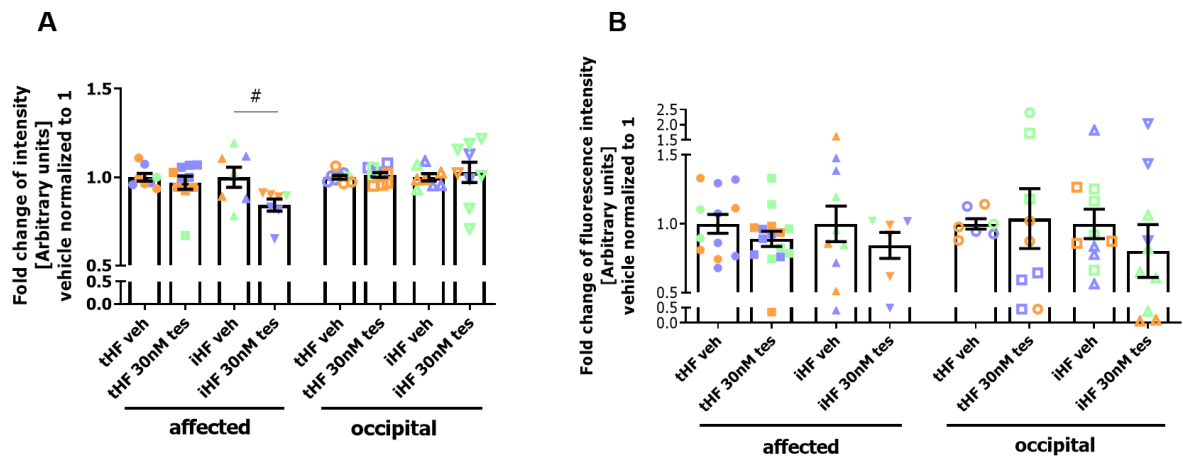 A
Fold change of intensity
[Arbitrary units]
vehicle normalized to 1
1.5
1.0
0.5
0.5
0.0
#
tHF veh
tHF 30nM tes
iHF veh
iHF 30nM tes
tHF veh
tHF 30nM tes
iHF veh
iHF 30nM tes
affected
occipital
B
Fold change of fluorescence intensity
[Arbitrary units]
vehicle normalized to 1
2.5
2.0
1.5
1.5
1.0
0.5
0.5
0.0
tHF veh
tHF 30nM tes
iHF veh
iHF 30nM tes
tHF veh
tHF 30nM tes
iHF veh
iHF 30nM tes
affected
occipital